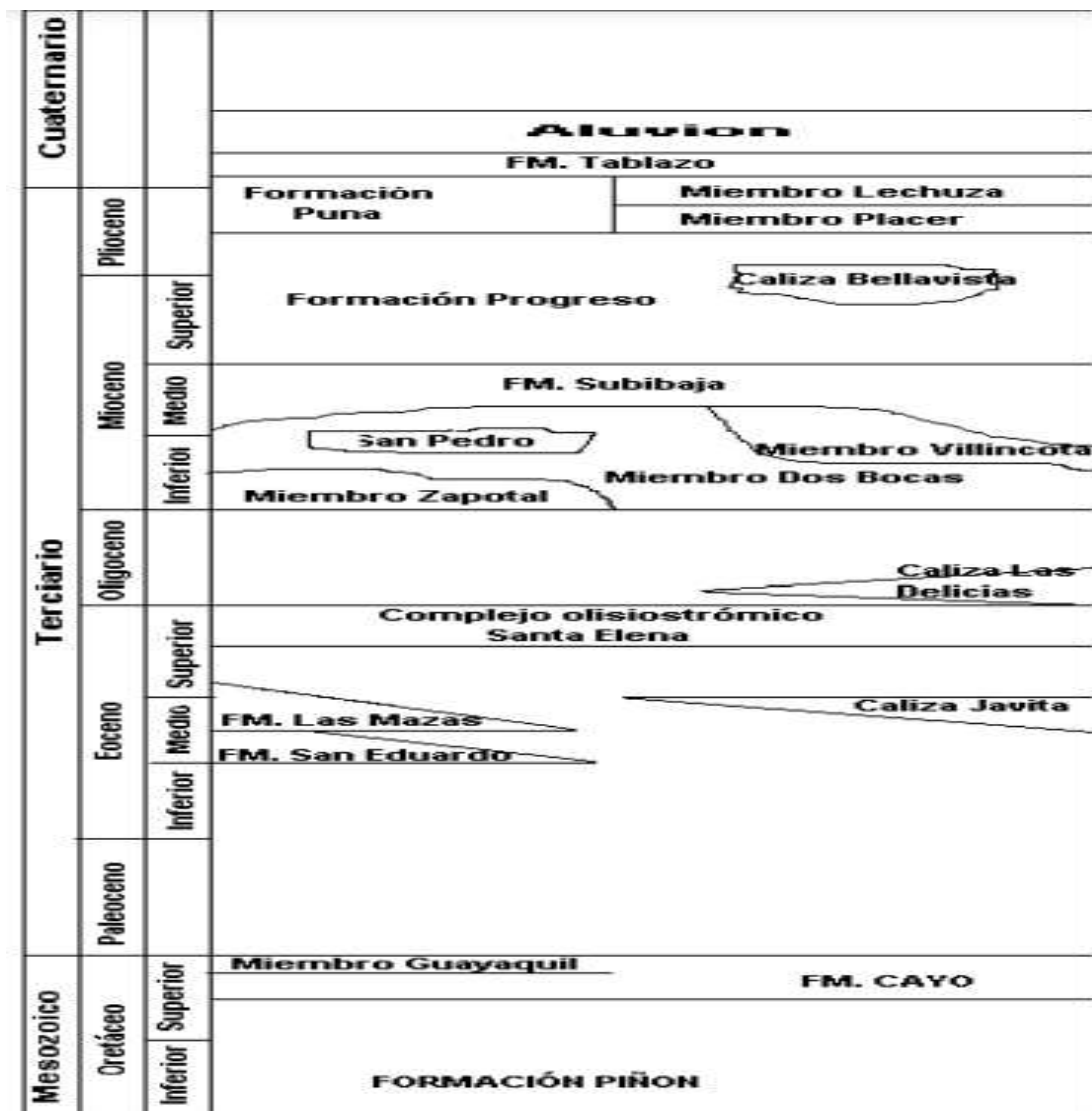 Cuaternario
Aluvion
FM. Tablazo
Terciario
Plioceno
Formación
Puna
Miembro Lechuza
Miembro Placer
Mioceno
Superior
Formación Progreso
Caliza Bellavista
Medio
FM. Subibaja
Inferior
San Pedro
Miembro Villincota
Miembro Dos Bocas
Miembro Zapotal
Oligoceno
Caliza Las
Delicias
Eoceno
Superior
Complejo olisiostrómico
Santa Elena
Medio
FM. Las Mazas
Caliza Javita
FM. San Eduardo
Inferior
Paleoceno
Mesozoico
Cretáceo
Superior
Miembro Guayaquil
FM. CAYO
Inferior
FORMACIÓN PIÑON